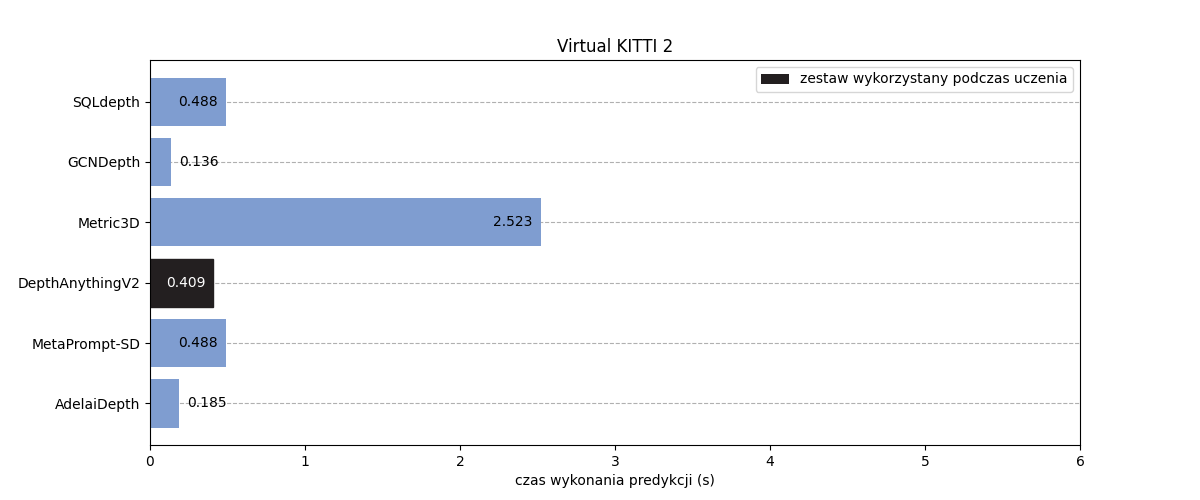 Virtual KITTI 2
zestaw wykorzystany podczas uczenia
SQLdepth
0.488
GCNDepth
0.136
Metric3D
2.523
DepthAnythingV2
0.409
MetaPrompt-SD
0.488
AdelaiDepth
0.185
0 1 2 3 4 5 6
czas wykonania predykcji (s)